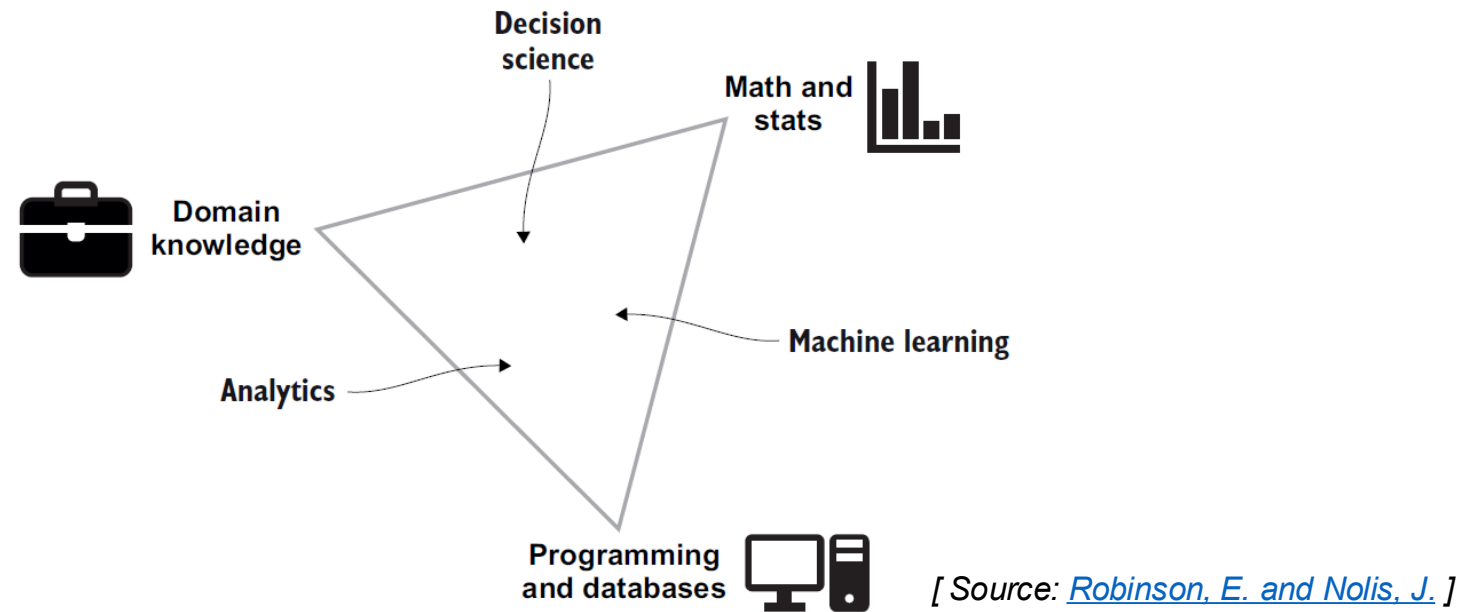 Decision
science
Math and
stats
Domain
knowledge
Machine learning
Analytics
Programming
and databases
[ Source: Robinson, E. and Nolis, J. ]